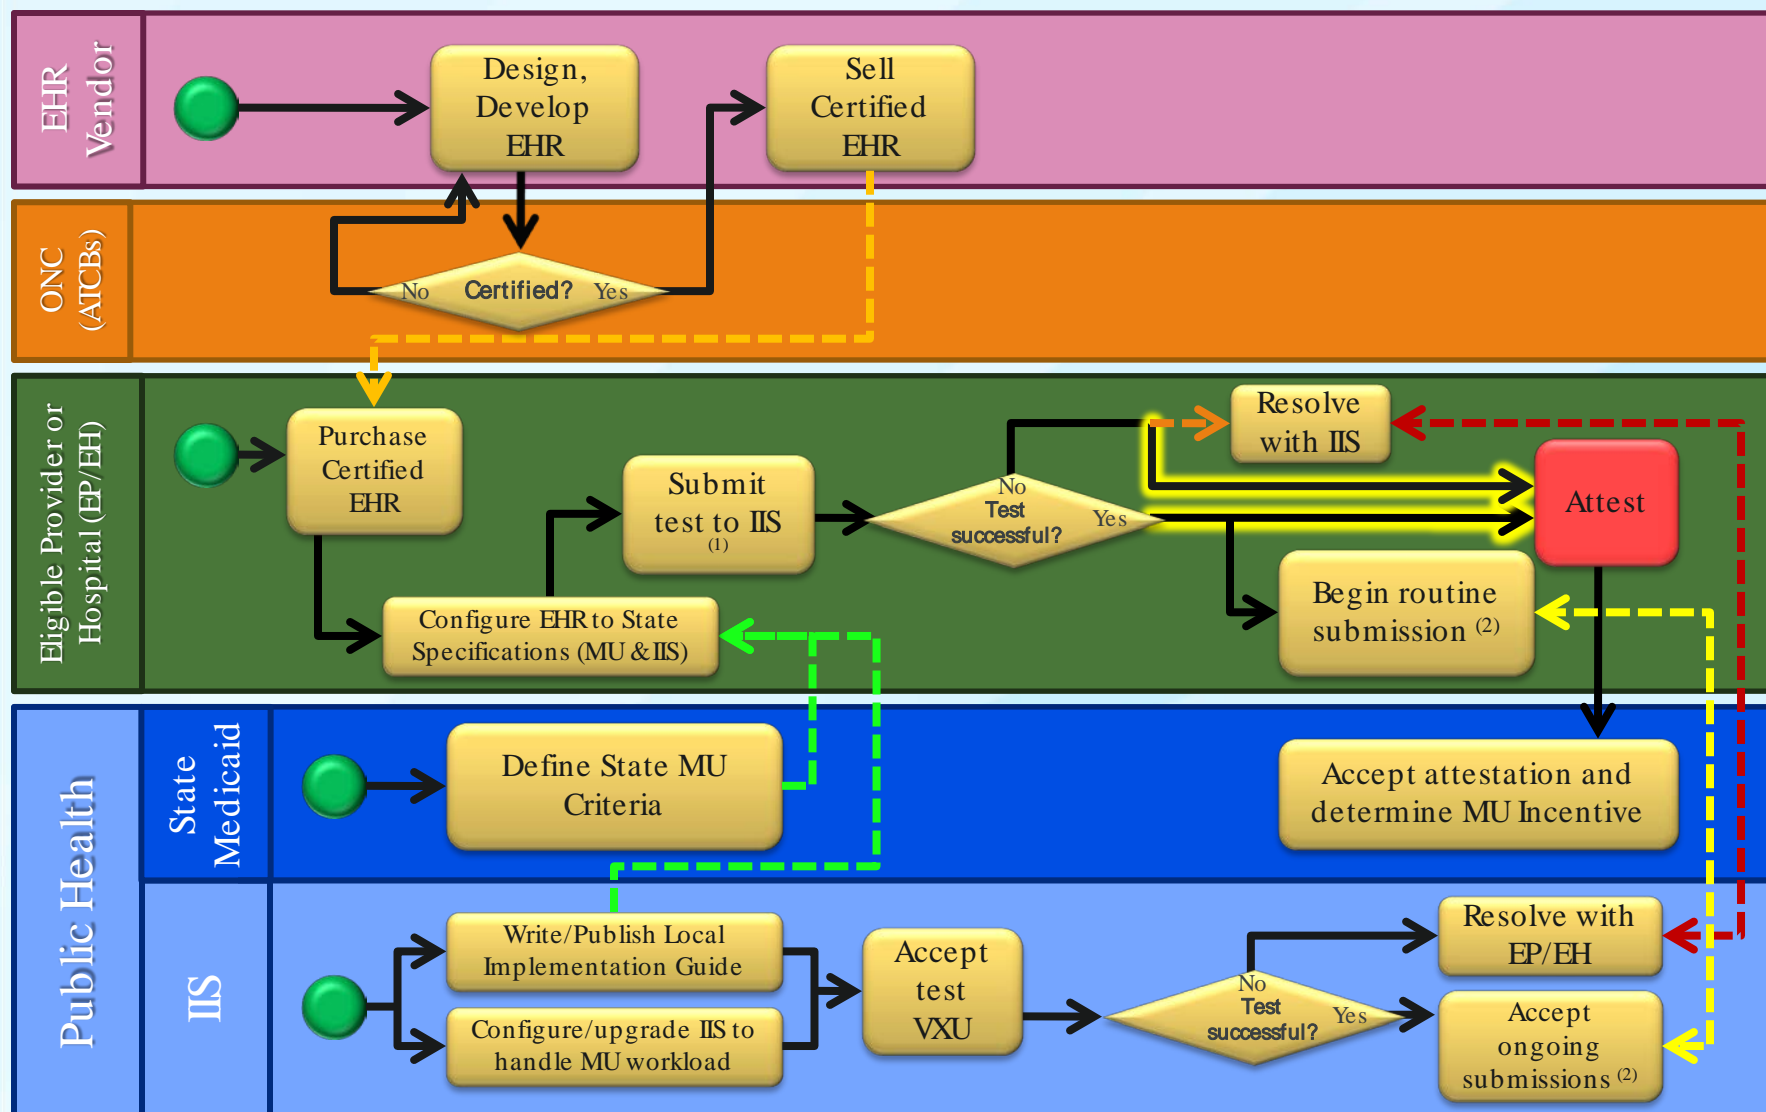 EHR
Vendor
Design,
Develop
EHR
Sell
Certified
EHR
ONC
(ATCBs)
No
Certified?
Yes
Eligible Provider or
Hospital (EP/EH)
Purchase
Certified
EHR
Configure EHR to State
Specifications (MU & IIS)
Submit
test to IIS
(1)
No
Test
successful?
Yes
Resolve
with IIS
Attest
Begin routine
submission (2)
Public Health
State
Medicaid
Define State MU
Criteria
Accept attestation and
determine MU Incentive
IIS
Write/Publish Local
Implementation Guide
Configure/upgrade IIS to
handle MU workload
Accept
test
VXU
No
Test
successful?
Yes
Resolve with
EP/EH
Accept
ongoing
submissions (2)